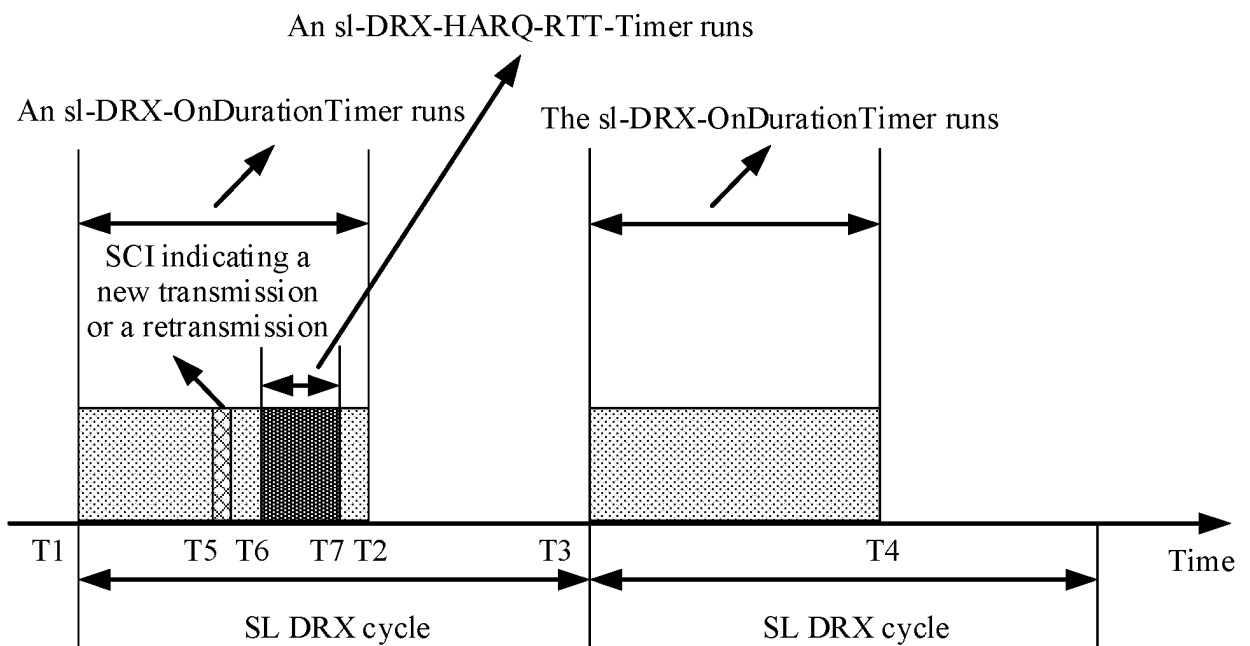 An sl-DRX-HARQ-RTT-Timer runs
An sl-DRX-OnDurationTimer runs
The sl-DRX-OnDurationTimer runs
SCI indicating a
new transmission
or a retransmission
T1
T5
T6
T7
T2
T3
T4
Time
SL DRX cycle
SL DRX cycle